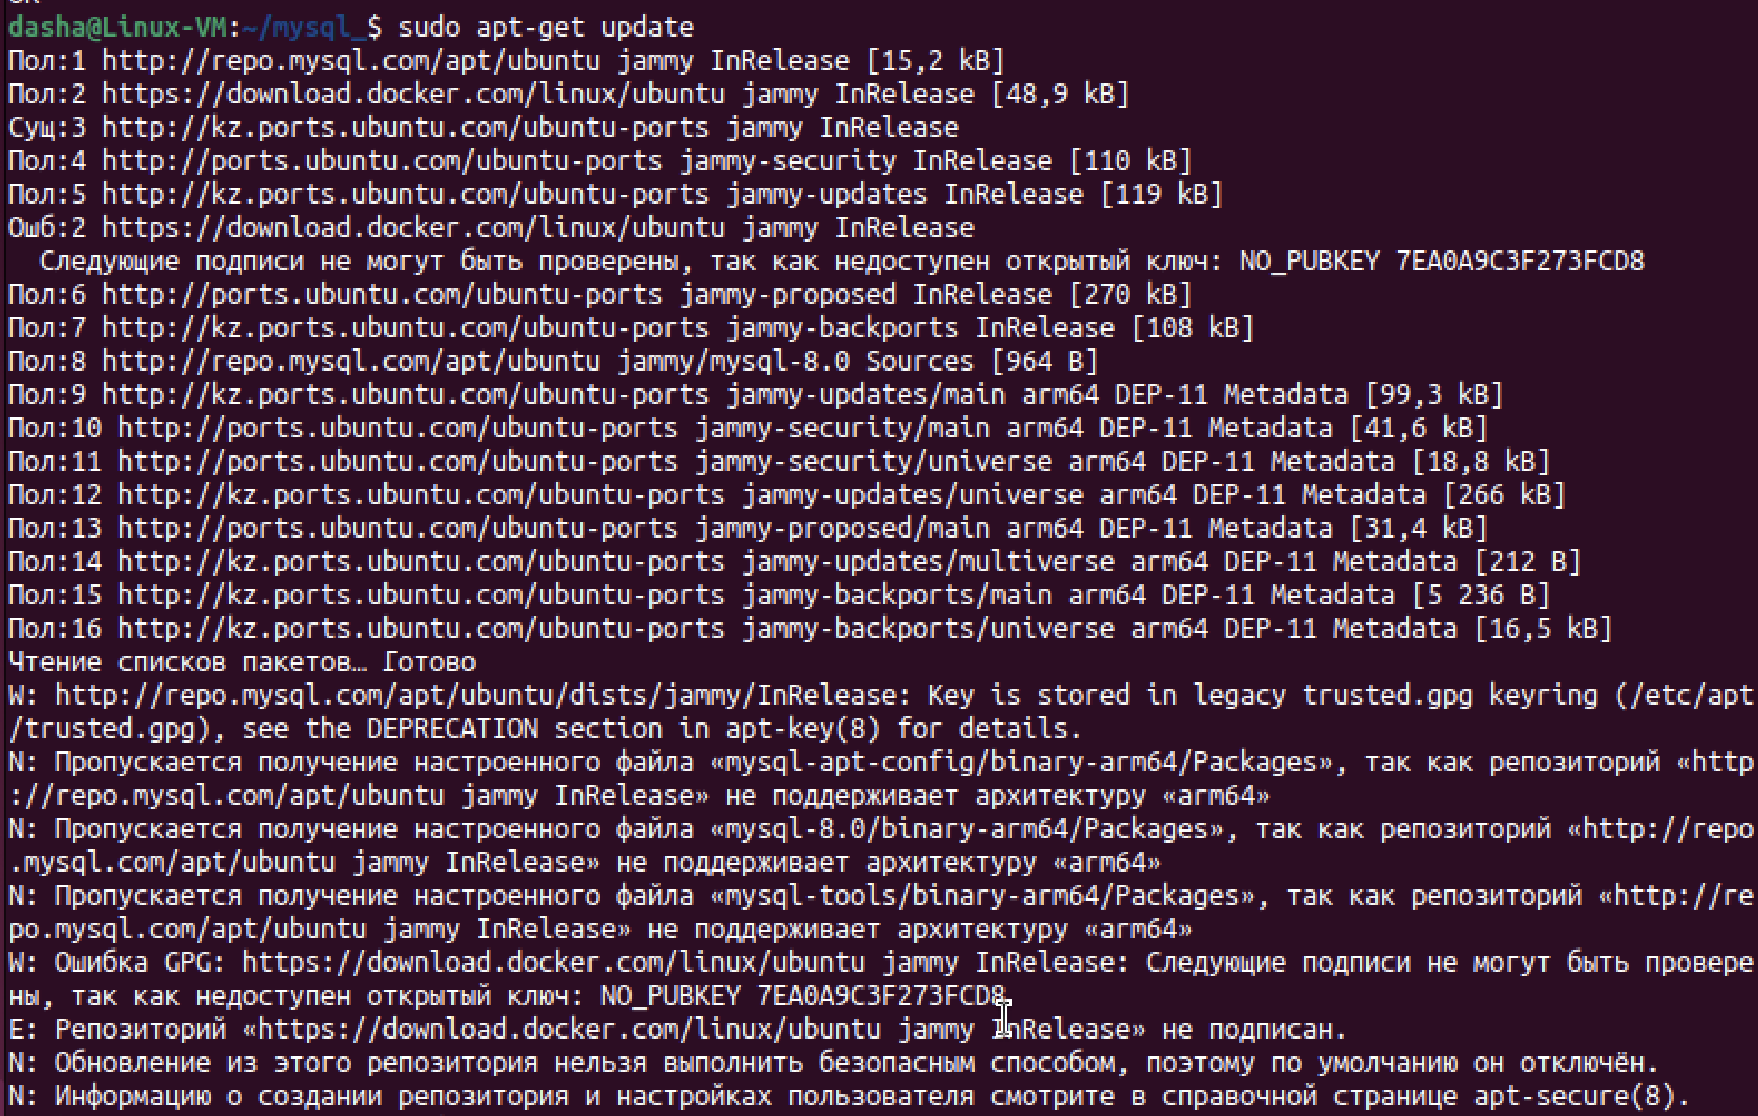 dasha@Linux-VM:~/mysql_$ sudo apt-get update
Пол:1 http://repo.mysql.com/apt/ubuntu jammy InRelease [15,2 kB]
Пол:2 https://download.docker.com/linux/ubuntu jammy InRelease [48,9 kB]
Сущ:3 http://kz.ports.ubuntu.com/ubuntu-ports jammy InRelease
Пол:4 http://ports.ubuntu.com/ubuntu-ports jammy-security InRelease [110 kB]
Пол:5 http://kz.ports.ubuntu.com/ubuntu-ports jammy-updates InRelease [119 kB]
Ошб:2 https://download.docker.com/linux/ubuntu jammy InRelease
  Следующие подписи не могут быть проверены, так как недоступен открытый ключ: NO_PUBKEY 7EA0A9C3F273FCD8
Пол:6 http://ports.ubuntu.com/ubuntu-ports jammy-proposed InRelease [270 kB]
Пол:7 http://kz.ports.ubuntu.com/ubuntu-ports jammy-backports InRelease [108 kB]
Пол:8 http://repo.mysql.com/apt/ubuntu jammy/mysql-8.0 Sources [964 B]
Пол:9 http://kz.ports.ubuntu.com/ubuntu-ports jammy-updates/main arm64 DEP-11 Metadata [99,3 kB]
Пол:10 http://ports.ubuntu.com/ubuntu-ports jammy-security/main arm64 DEP-11 Metadata [41,6 kB]
Пол:11 http://ports.ubuntu.com/ubuntu-ports jammy-security/universe arm64 DEP-11 Metadata [18,8 kB]
Пол:12 http://kz.ports.ubuntu.com/ubuntu-ports jammy-updates/universe arm64 DEP-11 Metadata [266 kB]
Пол:13 http://ports.ubuntu.com/ubuntu-ports jammy-proposed/main arm64 DEP-11 Metadata [31,4 kB]
Пол:14 http://kz.ports.ubuntu.com/ubuntu-ports jammy-updates/multiverse arm64 DEP-11 Metadata [212 B]
Пол:15 http://kz.ports.ubuntu.com/ubuntu-ports jammy-backports/main arm64 DEP-11 Metadata [5 236 B]
Пол:16 http://kz.ports.ubuntu.com/ubuntu-ports jammy-backports/universe arm64 DEP-11 Metadata [16,5 kB]
Чтение списков пакетов… Готово
W: http://repo.mysql.com/apt/ubuntu/dists/jammy/InRelease: Key is stored in legacy trusted.gpg keyring (/etc/apt
/trusted.gpg), see the DEPRECATION section in apt-key(8) for details.
N: Пропускается получение настроенного файла «mysql-apt-config/binary-arm64/Packages», так как репозиторий «http
://repo.mysql.com/apt/ubuntu jammy InRelease» не поддерживает архитектуру «arm64»
N: Пропускается получение настроенного файла «mysql-8.0/binary-arm64/Packages», так как репозиторий «http://repo
.mysql.com/apt/ubuntu jammy InRelease» не поддерживает архитектуру «arm64»
N: Пропускается получение настроенного файла «mysql-tools/binary-arm64/Packages», так как репозиторий «http://re
po.mysql.com/apt/ubuntu jammy InRelease» не поддерживает архитектуру «arm64»
W: Ошибка GPG: https://download.docker.com/linux/ubuntu jammy InRelease: Следующие подписи не могут быть провере
ны, так как недоступен открытый ключ: NO_PUBKEY 7EA0A9C3F273FCD8
E: Репозиторий «https://download.docker.com/linux/ubuntu jammy InRelease» не подписан.
N: Обновление из этого репозитория нельзя выполнить безопасным способом, поэтому по умолчанию он отключён.
N: Информацию о создании репозитория и настройках пользователя смотрите в справочной странице apt-secure(8).